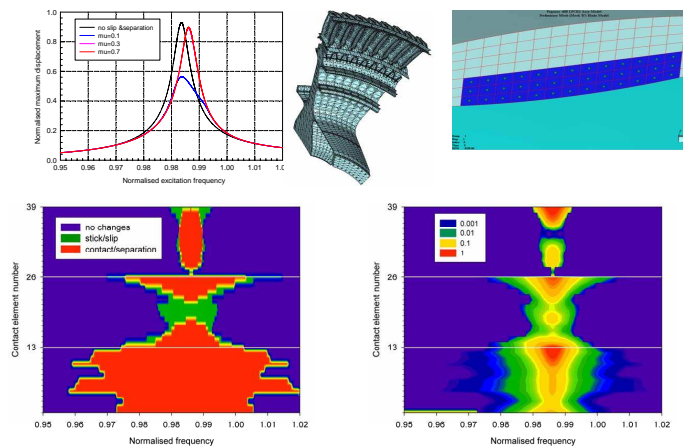 no slip &separation
mu=0.1
mu=0.3
mu=0.7
Normalised maximum displacement
1.0
0.8
0.6
0.4
0.2
0.0
0.95 0.96 0.97 0.98 0.99 1.00 1.01 1.0
Normalised excitation frequency
no changes
stick/slip
contact/separation
Contact element number
39
26
13
0.95 0.96 0.97 0.98 0.99 1.00 1.01 1.02
Normalised frequency
0.001
0.01
0.1
1
Contact element number
39
26
13
0.95 0.96 0.97 0.98 0.99 1.00 1.01 1.02
Normalised frequency